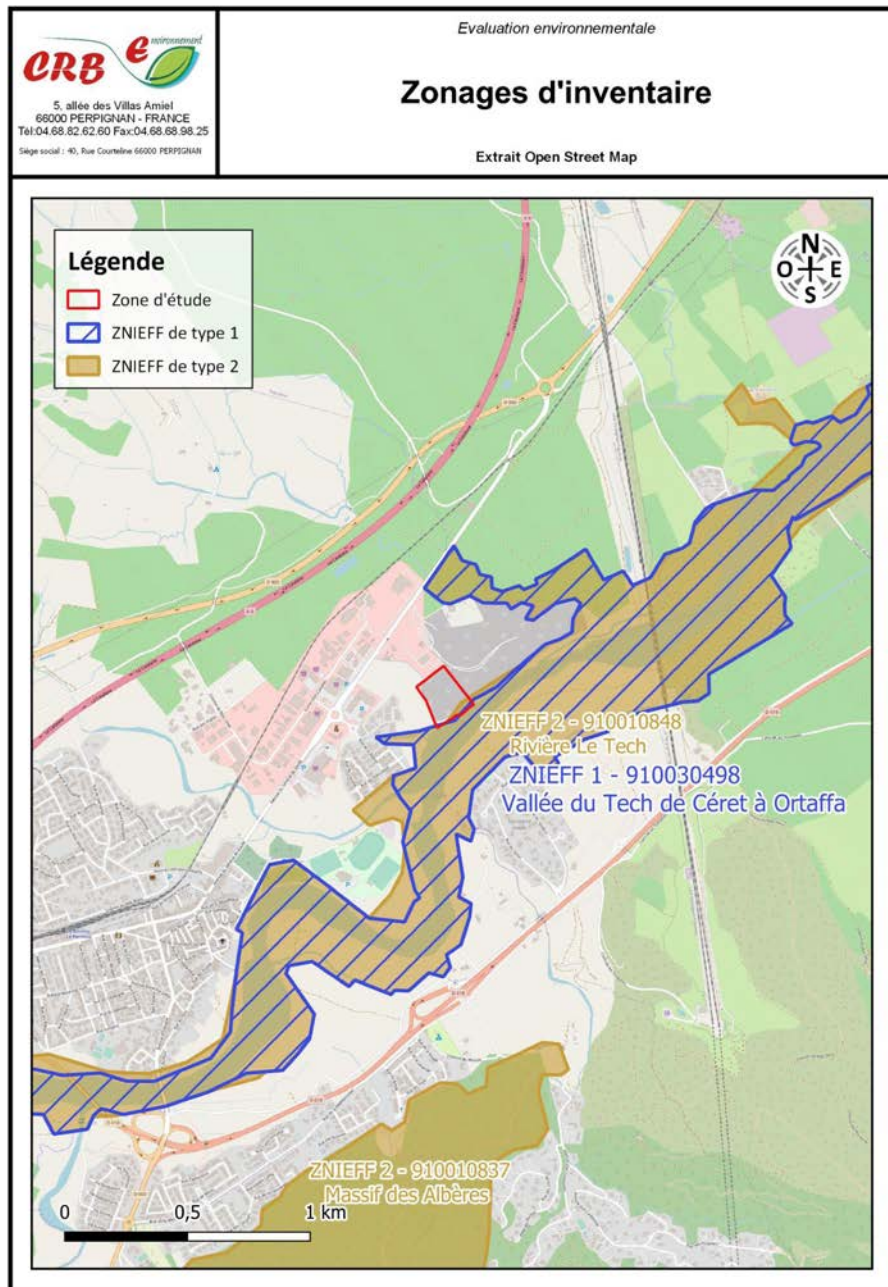 CRB environnement
5, allée des Villas Amiel
66000 PERPIGNAN - FRANCE
Tél:04.68.82.62.60 Fax:04.68.68.98.25
Siège social : 40, Rue Courteline 66000 PERPIGNAN
Evaluation environnementale
Zonages d'inventaire
Extrait Open Street Map
Légende
Zone d'étude
ZNIEFF de type 1
ZNIEFF de type 2
N
O E
S
ZNIEFF 2 - 910010848
Rivière Le Tech
ZNIEFF 1 - 910030498
Vallée du Tech de Céret à Ortaffa
ZNIEFF 2 - 910010837
Massif des Albères
0 0,5 1 km